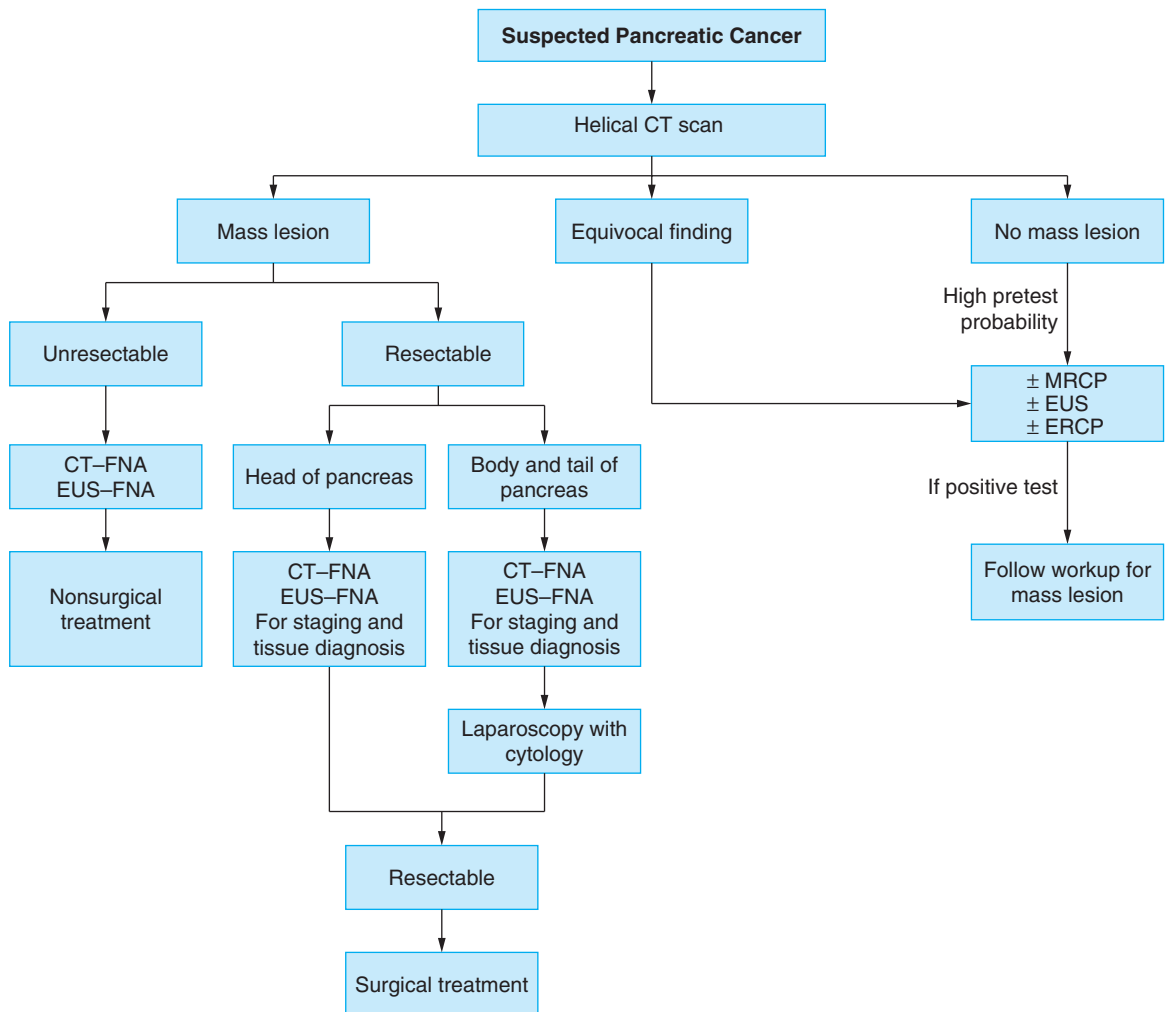 Suspected Pancreatic Cancer
Helical CT scan
Mass lesion
Equivocal finding
No mass lesion
High pretest
probability
Unresectable
Resectable
± MRCP
± EUS
± ERCP
CT–FNA
EUS–FNA
Head of pancreas
Body and tail of
pancreas
If positive test
Nonsurgical
treatment
CT–FNA
EUS–FNA
For staging and
tissue diagnosis
CT–FNA
EUS–FNA
For staging and
tissue diagnosis
Follow workup for
mass lesion
Laparoscopy with
cytology
Resectable
Surgical treatment